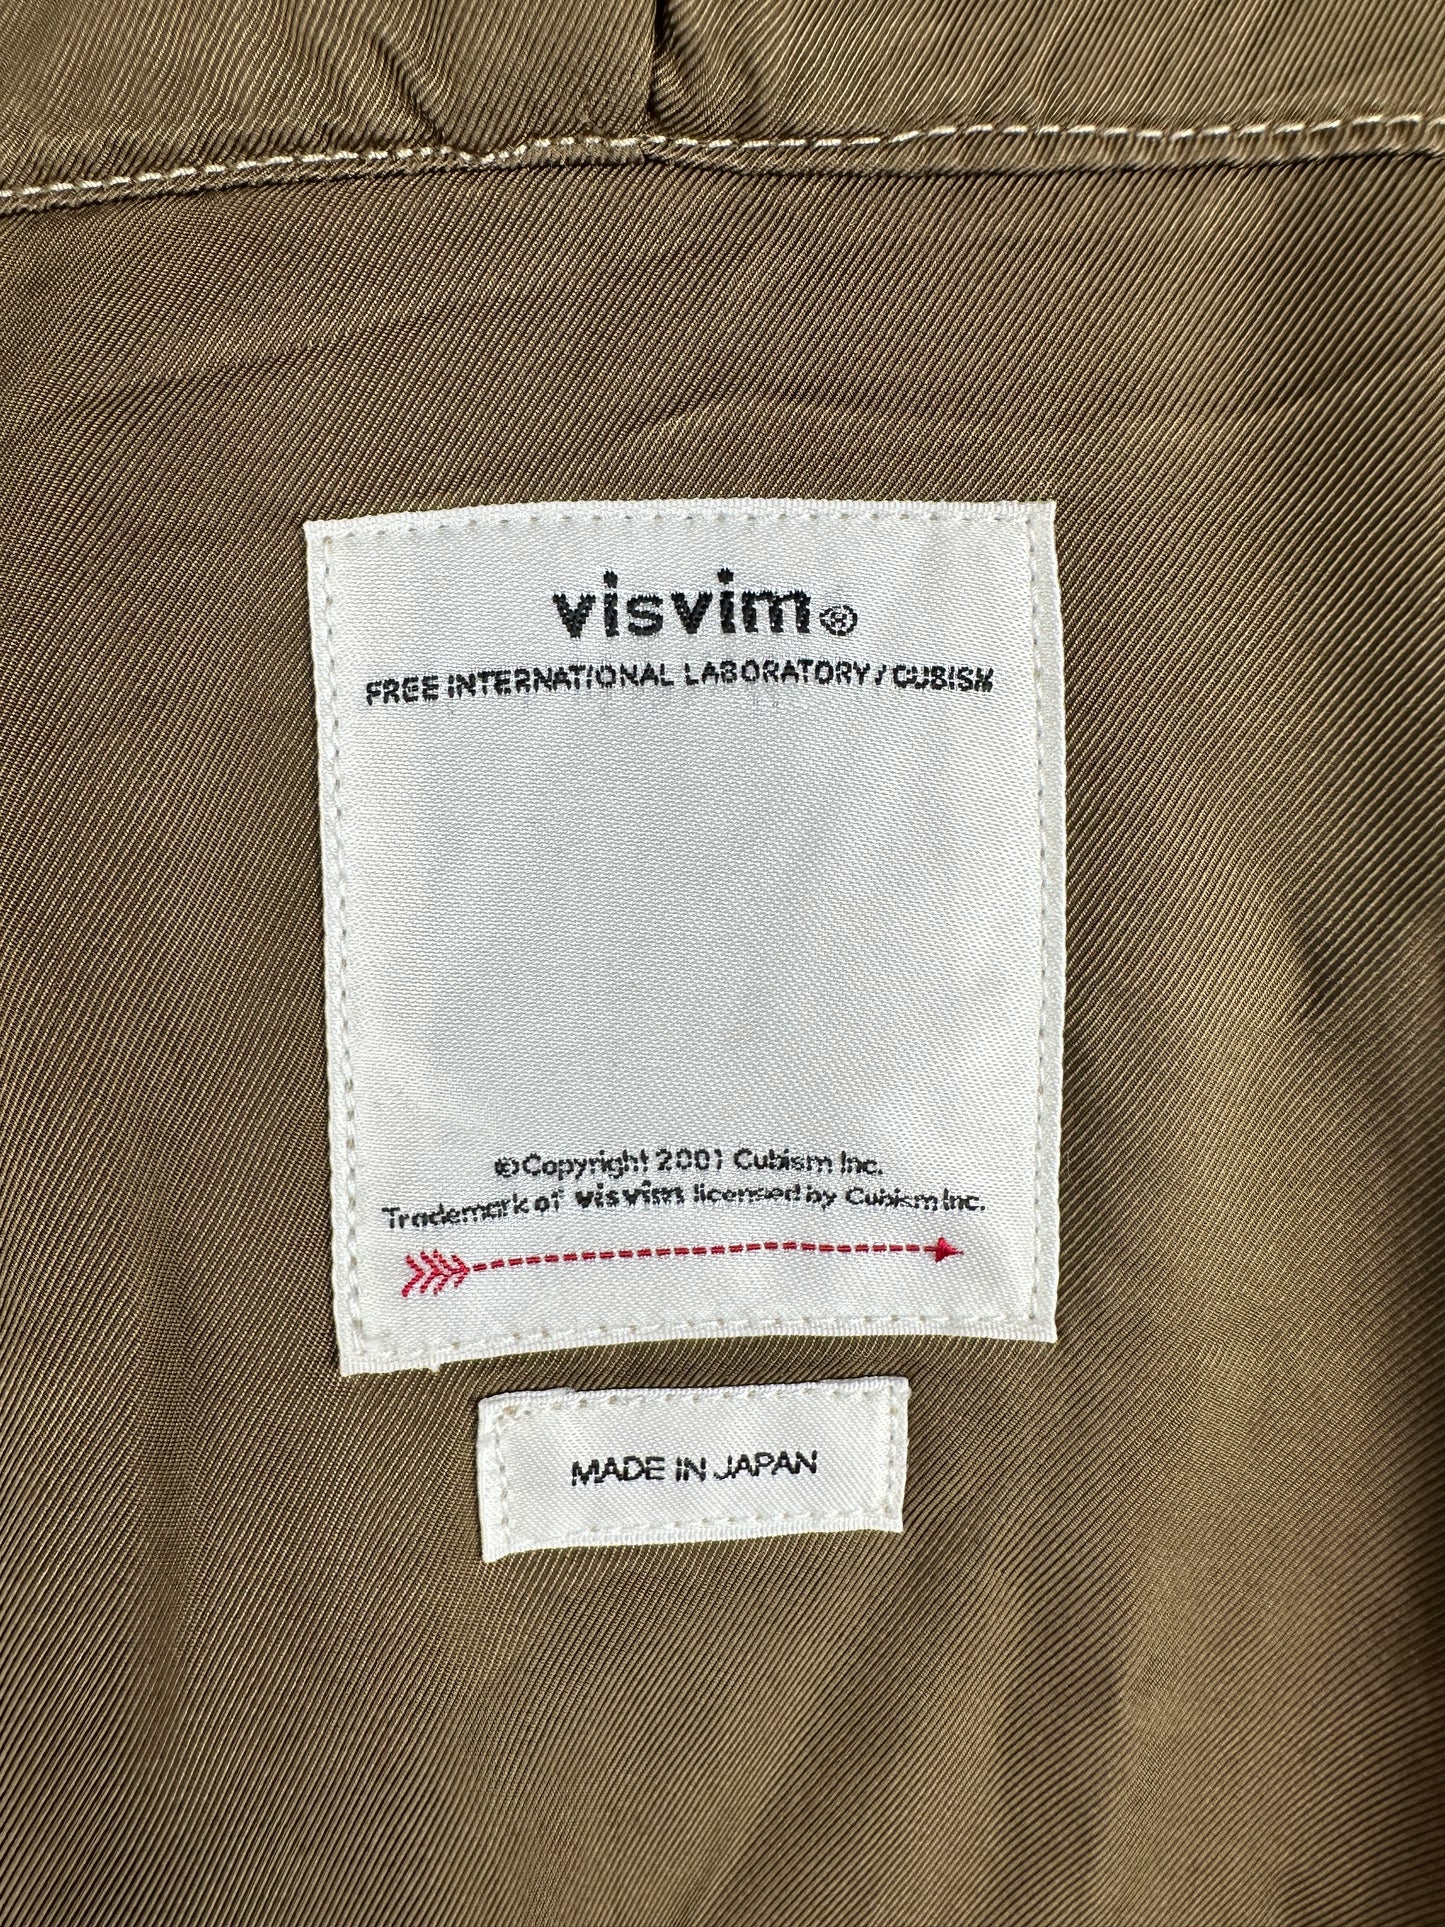 visvim®
FREE INTERNATIONAL LABORATORY / CUBISM
©Copyright 2001 Cubism Inc.
Trademark of visvim licensed by Cubism Inc.
MADE IN JAPAN